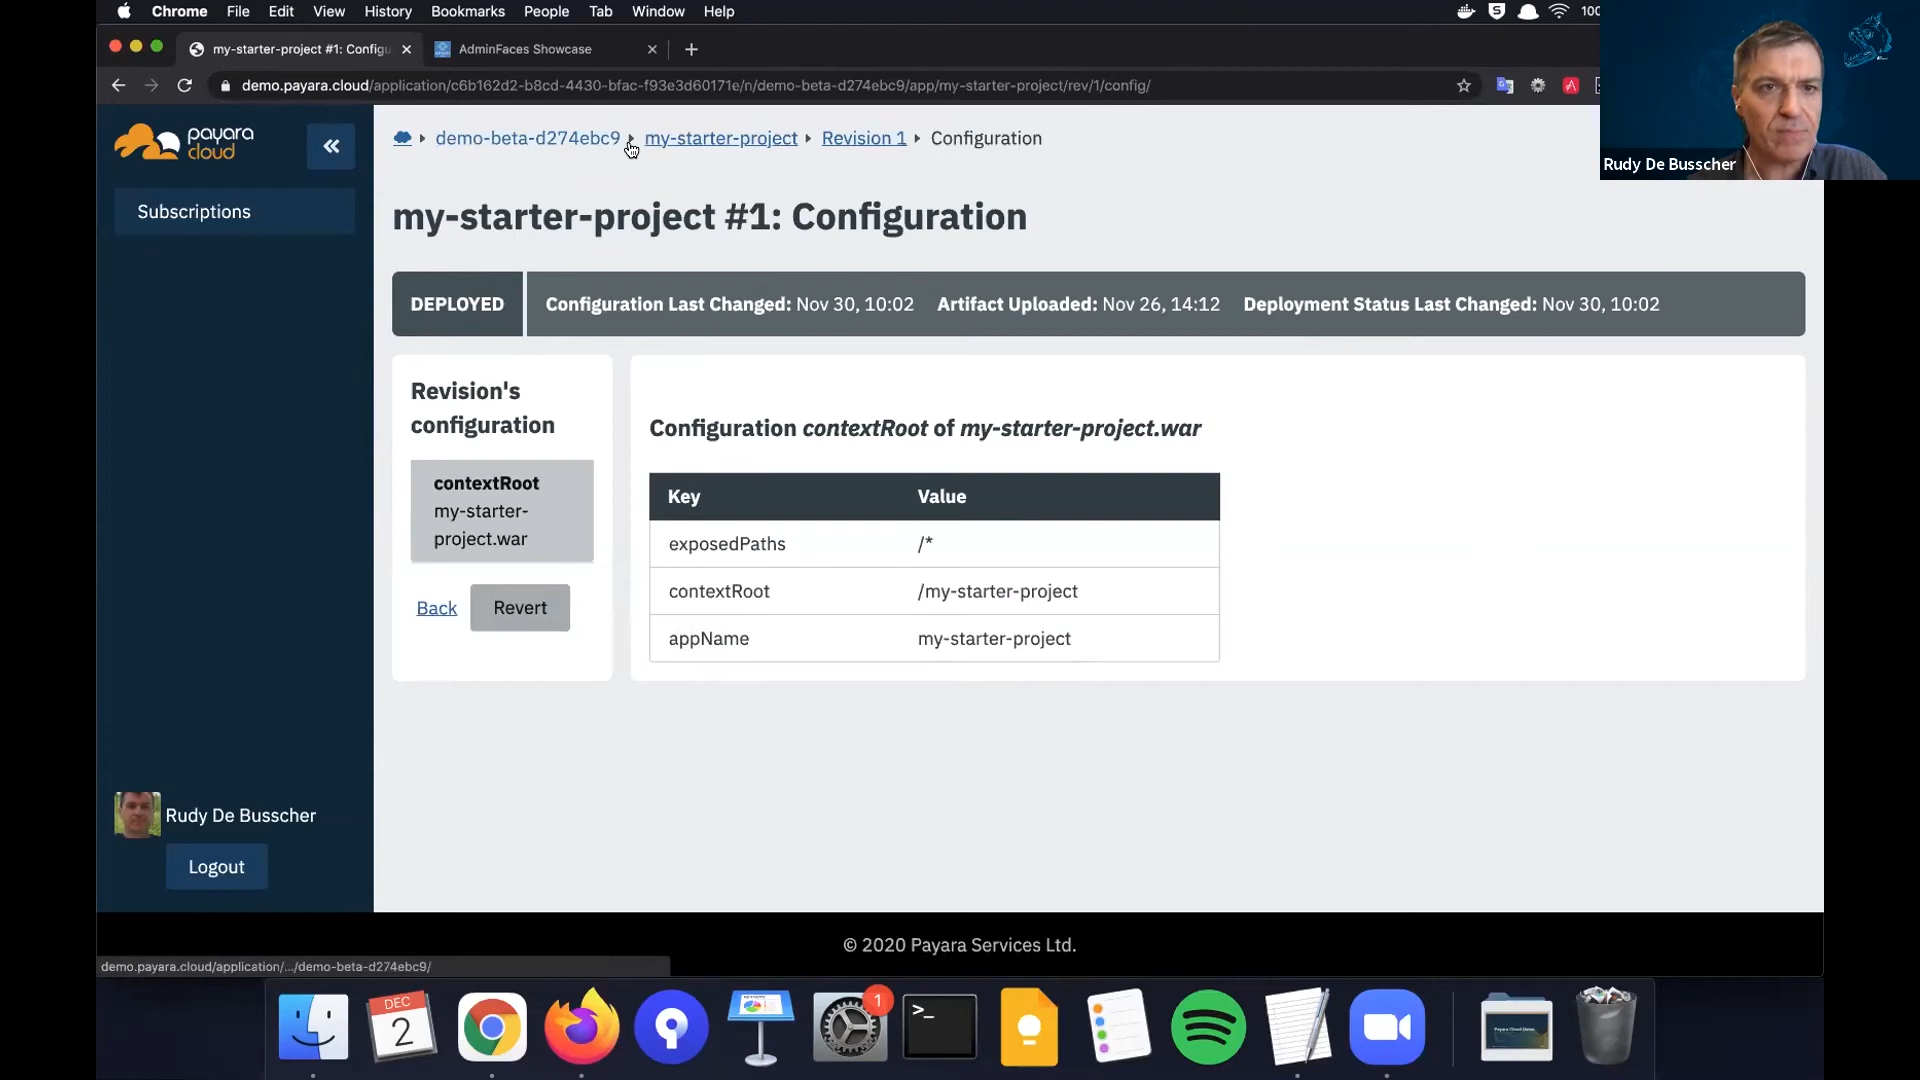 Chrome File Edit View History Bookmarks People Tab Window Help
my-starter-project #1: Configu
AdminFaces Showcase
demo.payara.cloud/application/c6b162d2-b8cd-4430-bfac-f93e3d60171e/n/demo-beta-d274ebc9/app/my-starter-project/rev/1/config/
Rudy De Busscher
payara
cloud
Subscriptions
demo-beta-d274ebc9 my-starter-project Revision 1 Configuration
my-starter-project #1: Configuration
DEPLOYED Configuration Last Changed: Nov 30, 10:02 Artifact Uploaded: Nov 26, 14:12 Deployment Status Last Changed: Nov 30, 10:02
Revision's
configuration
contextRoot
my-starter-
project.war
Back Revert
Configuration contextRoot of my-starter-project.war
Key Value
exposedPaths /*
contextRoot /my-starter-project
appName my-starter-project
Rudy De Busscher
Logout
© 2020 Payara Services Ltd.
demo.payara.cloud/application/.../demo-beta-d274ebc9/
DEC
2
1